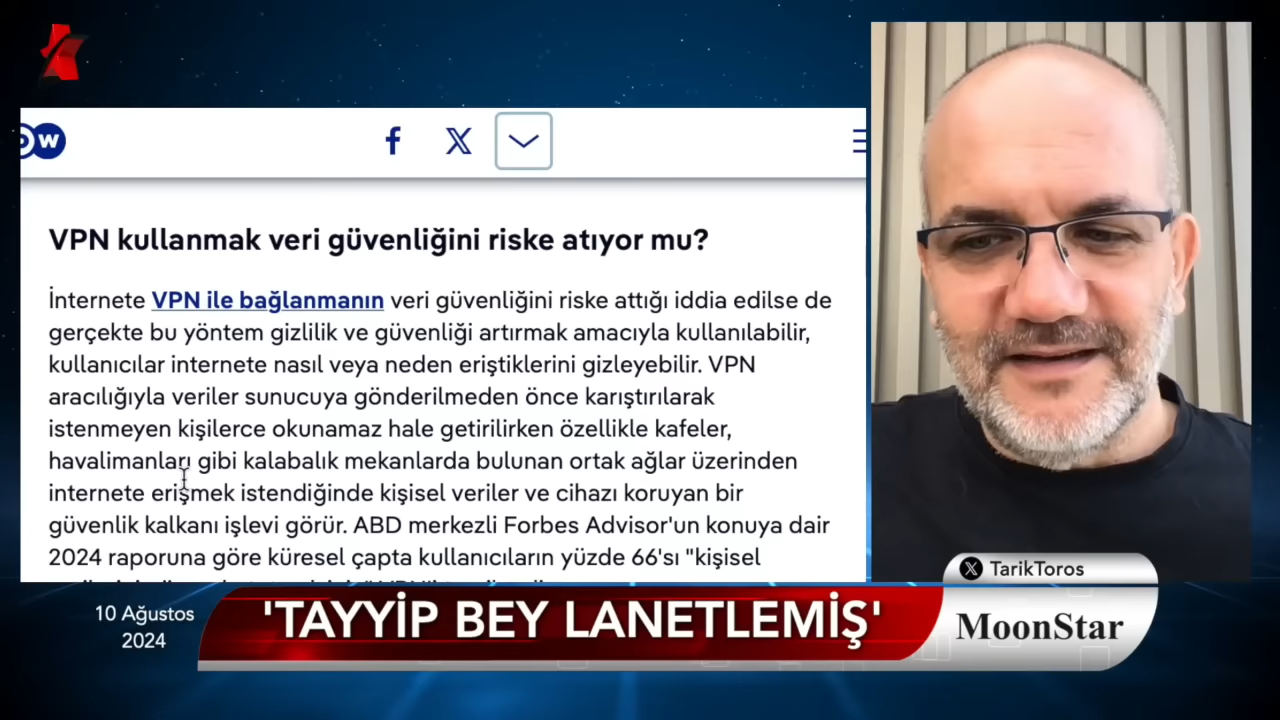 W
VPN kullanmak veri güvenliğini riske atıyor mu?
İnternete VPN ile bağlanmanın veri güvenliğini riske attığı iddia edilse de
gerçekte bu yöntem gizlilik ve güvenliği artırmak amacıyla kullanılabilir,
kullanıcılar internete nasıl veya neden eriştiklerini gizleyebilir. VPN
aracılığıyla veriler sunucuya gönderilmeden önce karıştırılarak
istenmeyen kişilerce okunamaz hale getirilirken özellikle kafeler,
havalimanları gibi kalabalık mekanlarda bulunan ortak ağlar üzerinden
internete erişmek istendiğinde kişisel veriler ve cihazı koruyan bir
güvenlik kalkanı işlevi görür. ABD merkezli Forbes Advisor'un konuya dair
2024 raporuna göre küresel çapta kullanıcıların yüzde 66'sı "kişisel
TarikToros
10 Ağustos
2024
'TAYYİP BEY LANETLEMİŞ'
MoonStar